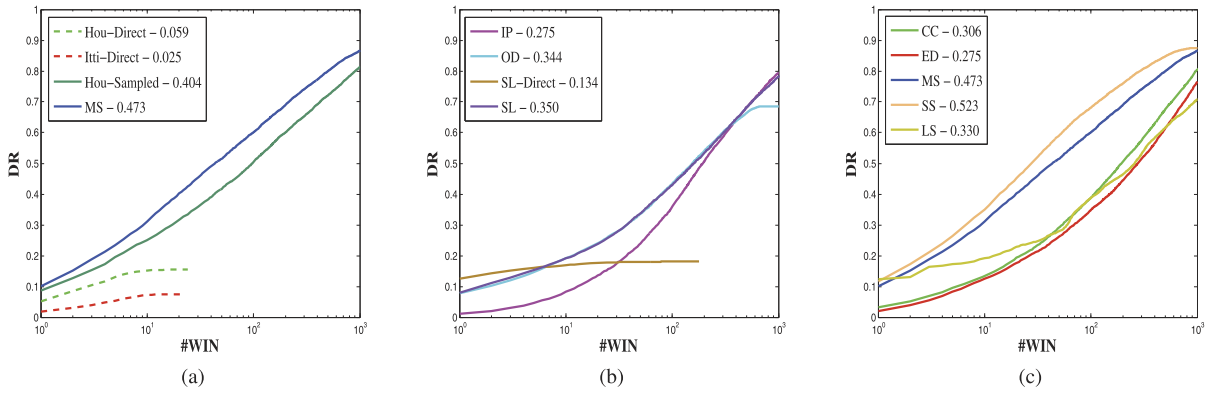 1
0.9
0.8
0.7
0.6
0.5
0.4
0.3
0.2
0.1
0
DR
Hou−Direct − 0.059
Itti−Direct − 0.025
Hou−Sampled − 0.404
MS − 0.473
10^0
10^1
10^2
10^3
#WIN
(a)
1
0.9
0.8
0.7
0.6
0.5
0.4
0.3
0.2
0.1
0
DR
IP − 0.275
OD − 0.344
SL−Direct − 0.134
SL − 0.350
10^0
10^1
10^2
10^3
#WIN
(b)
1
0.9
0.8
0.7
0.6
0.5
0.4
0.3
0.2
0.1
0
DR
CC − 0.306
ED − 0.275
MS − 0.473
SS − 0.523
LS − 0.330
10^0
10^1
10^2
10^3
#WIN
(c)